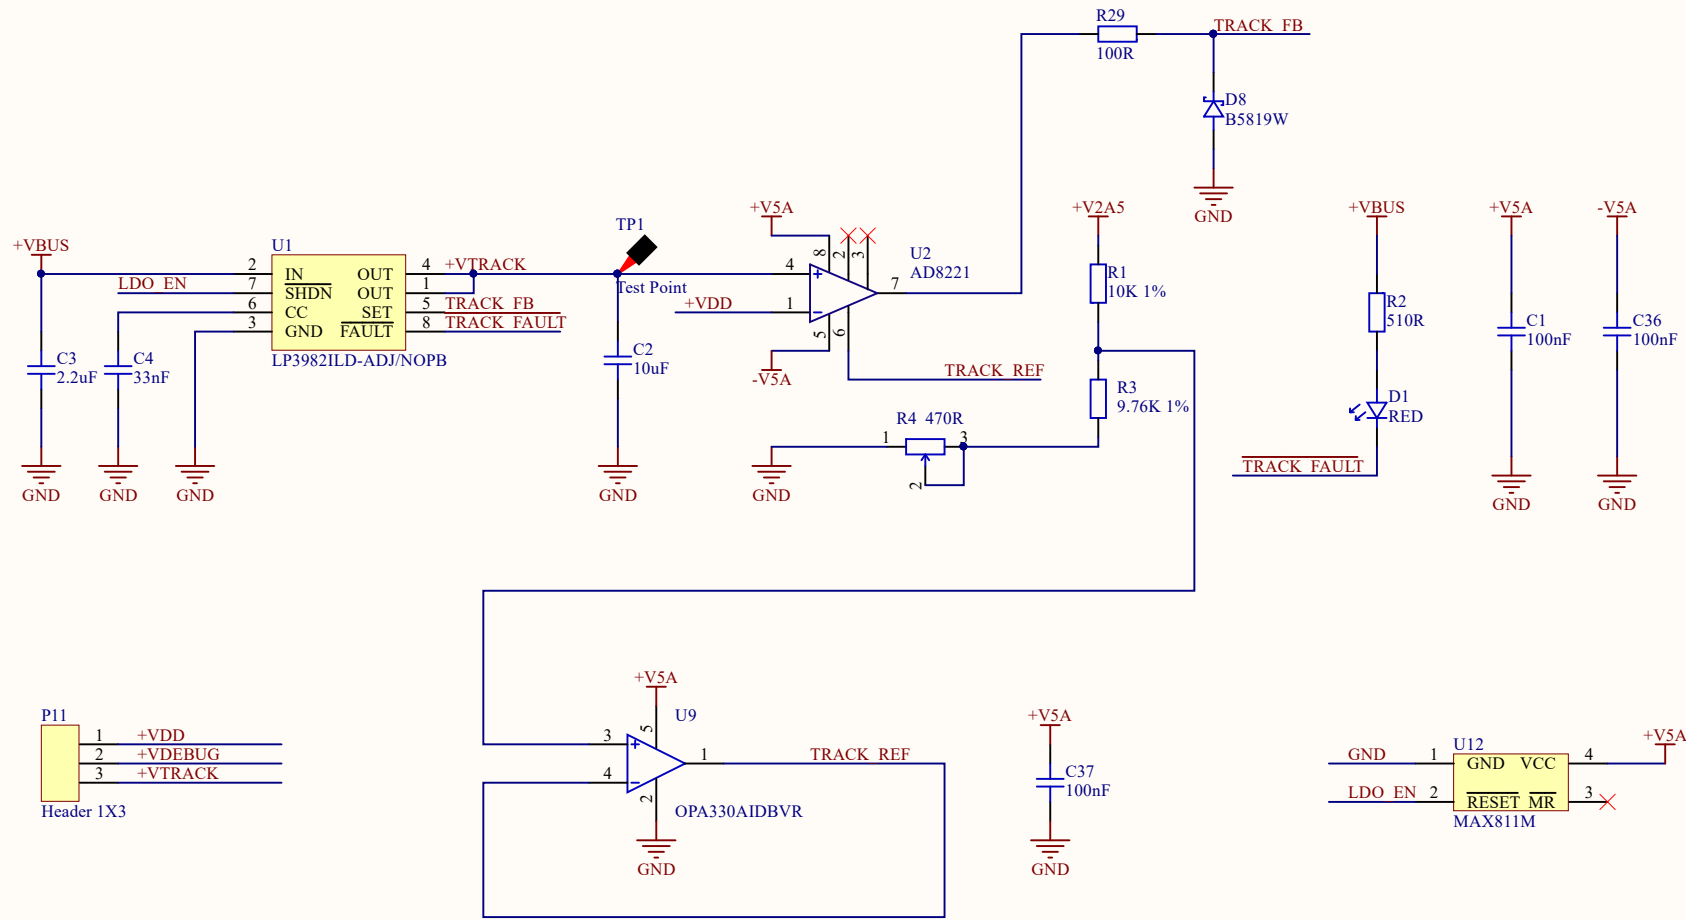 R29
100R
TRACK_FB
D8
B5819W
GND
+VBUS
U1
2 IN OUT 4 +VTRACK
LDO_EN 7 SHDN OUT 1
6 CC SET 5 TRACK_FB
3 GND FAULT 8 TRACK_FAULT
LP3982ILD-ADJ/NOPB
C3
2.2uF
C4
33nF
GND
GND
GND
TP1
Test Point
C2
10uF
GND
+V5A
8
2
3
U2
AD8221
4
+VDD 1
7
5
6
-V5A
TRACK_REF
+V2A5
R1
10K 1%
R3
9.76K 1%
R4 470R
1
3
2
GND
+VBUS
R2
510R
D1
RED
TRACK_FAULT
+V5A
C1
100nF
GND
-V5A
C36
100nF
GND
P11
1 +VDD
2 +VDEBUG
3 +VTRACK
Header 1X3
+V5A
5
U9
3
4
1 TRACK_REF
2
OPA330AIDBVR
GND
+V5A
C37
100nF
GND
U12
+V5A
GND 1 GND VCC 4
LDO_EN 2 RESET MR 3
MAX811M